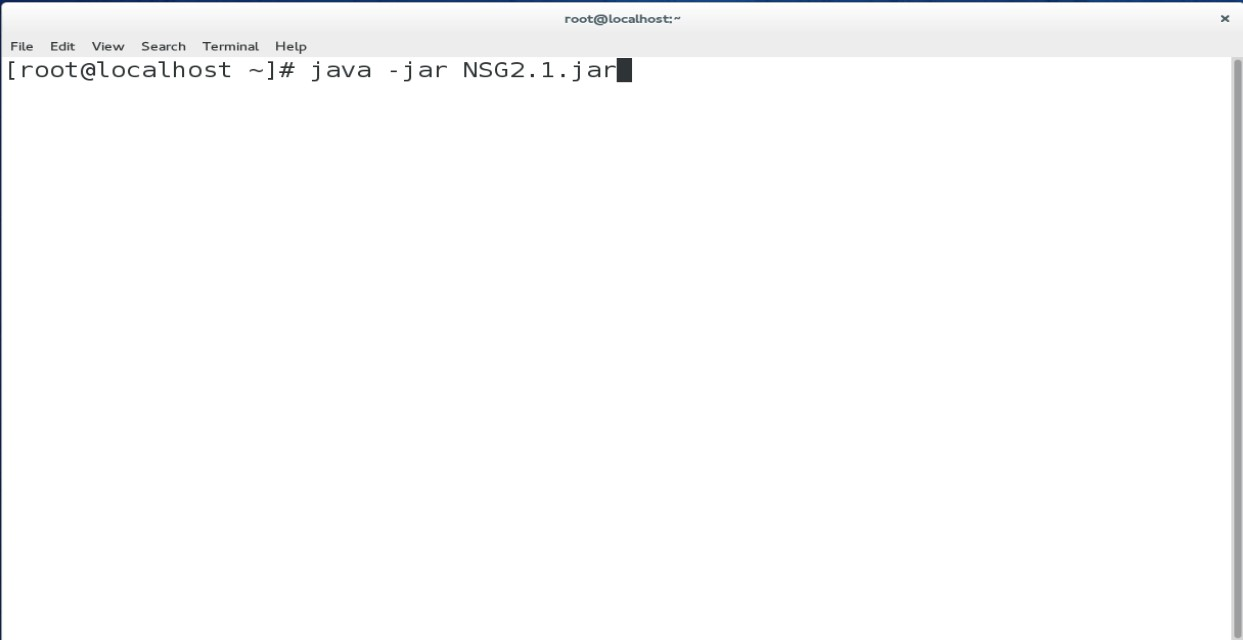 root@localhost:~
File Edit View Search Terminal Help
[root@localhost ~]# java -jar NSG2.1.jar